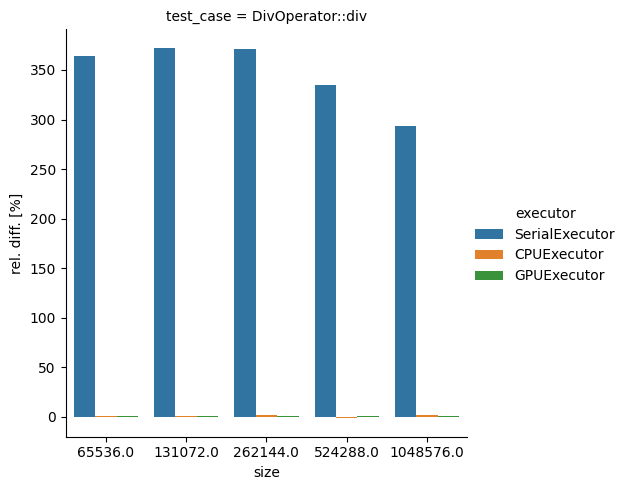 test_case = DivOperator::div
rel. diff. [%]
350
300
250
200
150
100
50
0
65536.0 131072.0 262144.0 524288.0 1048576.0
size
executor
SerialExecutor
CPUExecutor
GPUExecutor